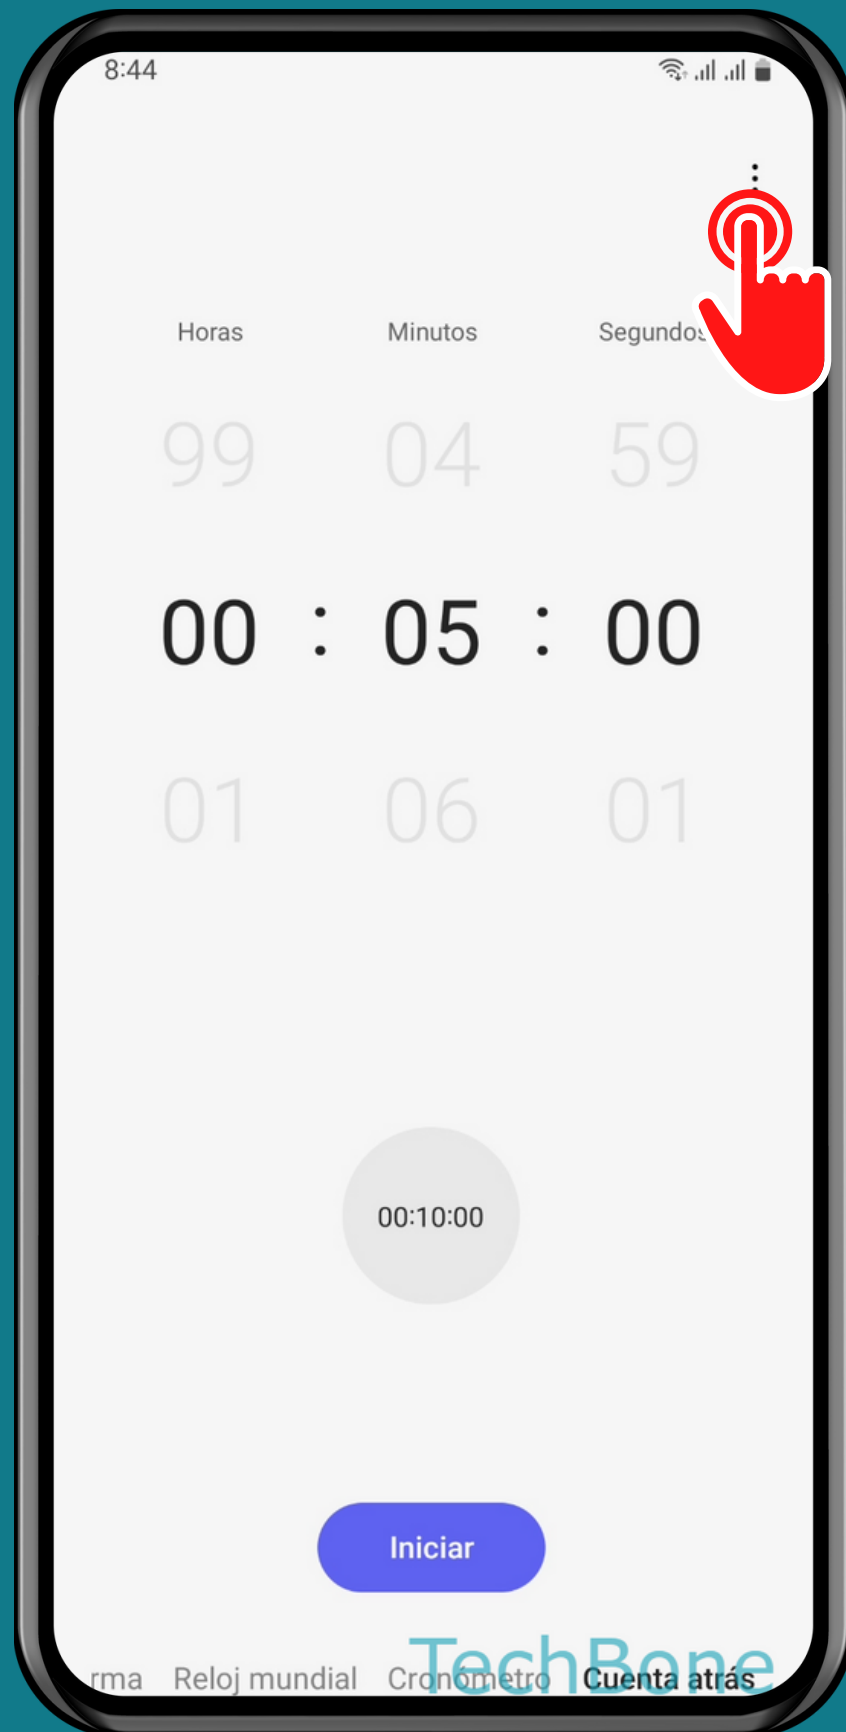 8:44
Horas Minutos Segundos
99 04 59
00 : 05 : 00
01 06 01
00:10:00
Iniciar
rma Reloj mundial Cronómetro Cuenta atrás
TechBone